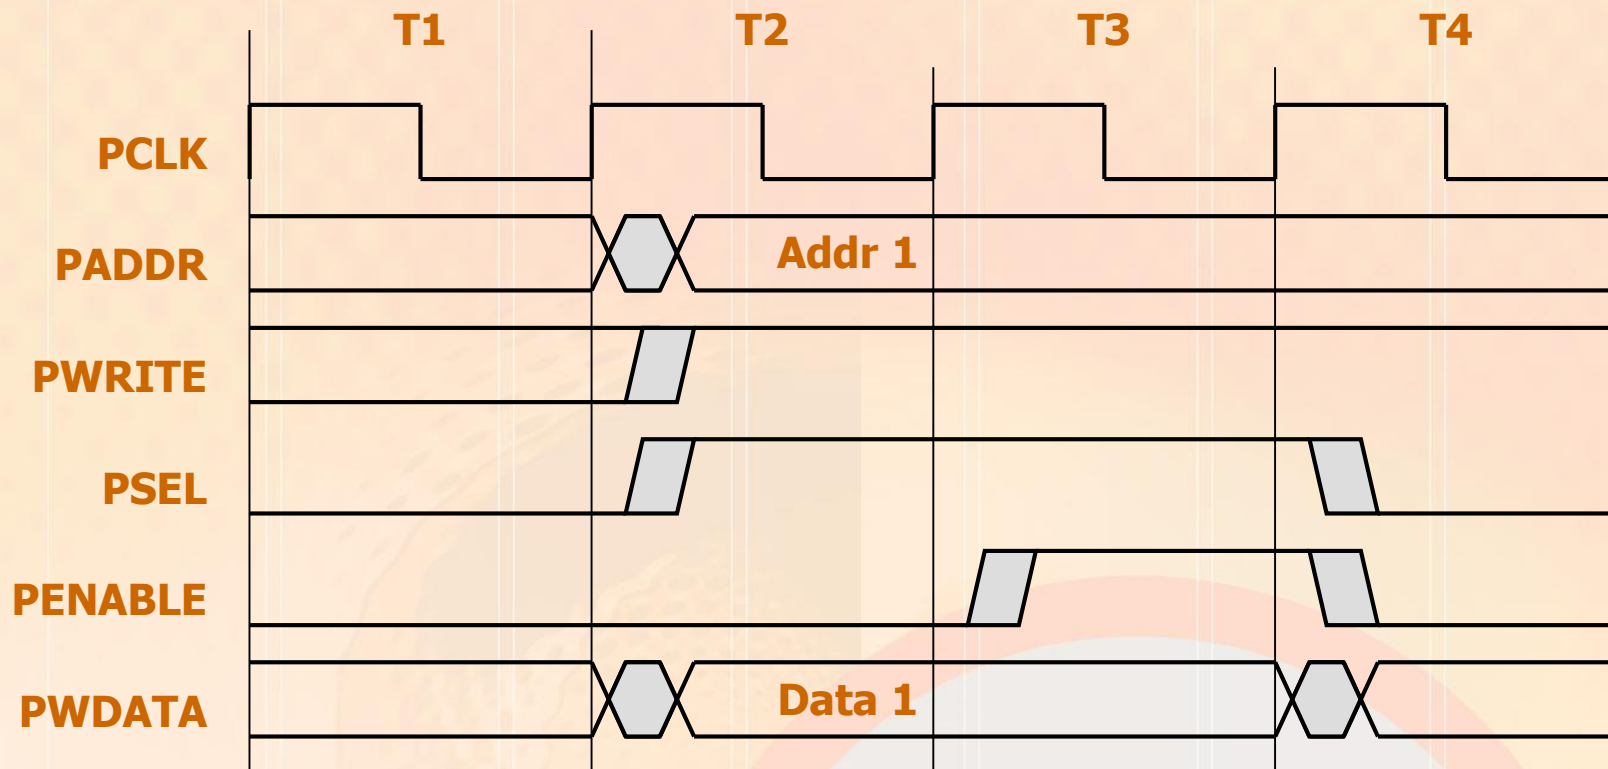 T1 T2 T3 T4
PCLK
PADDR Addr 1
PWRITE
PSEL
PENABLE
PWDATA Data 1